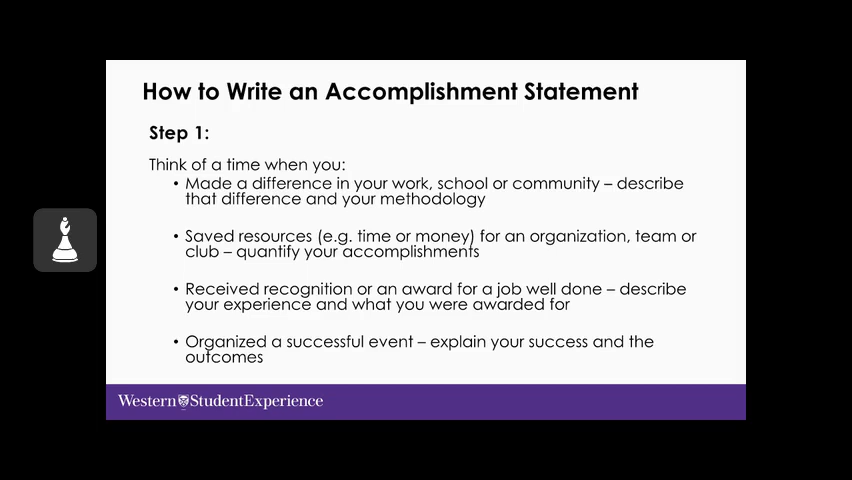 How to Write an Accomplishment Statement
Step 1:
Think of a time when you:
• Made a difference in your work, school or community – describe
that difference and your methodology
• Saved resources (e.g. time or money) for an organization, team or
club – quantify your accomplishments
• Received recognition or an award for a job well done – describe
your experience and what you were awarded for
• Organized a successful event – explain your success and the
outcomes
Western StudentExperience